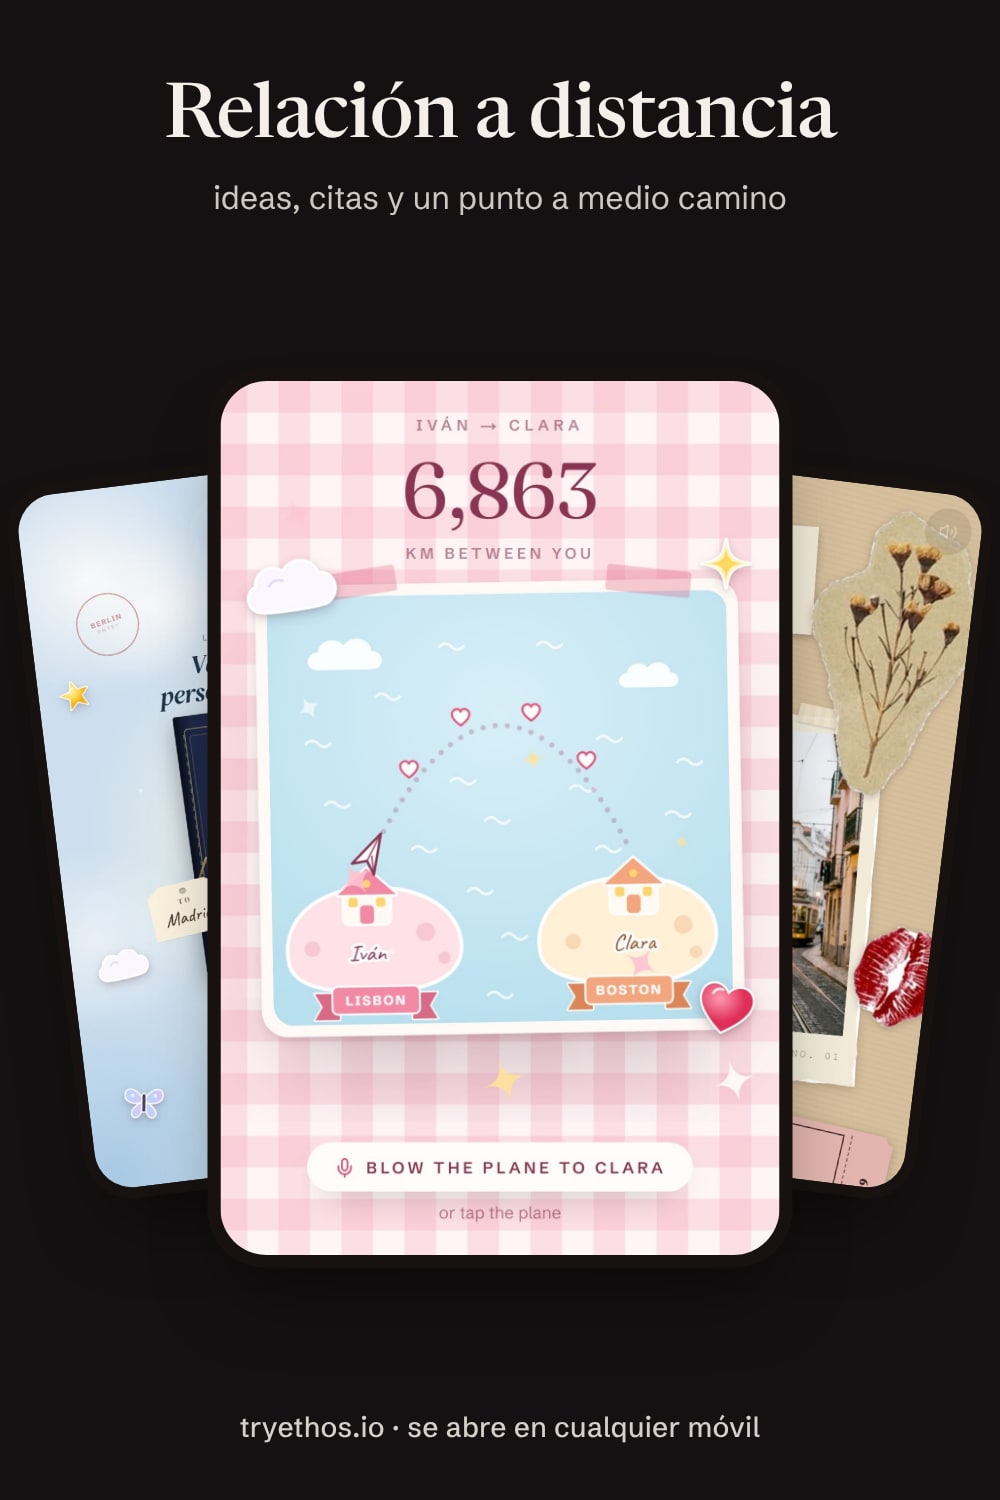 Relación a distancia
ideas, citas y un punto a medio camino
IVÁN → CLARA
6,863
KM BETWEEN YOU
BERLIN
ENTRY
TO
Madri
Iván
LISBON
Clara
BOSTON
NO. 01
BLOW THE PLANE TO CLARA
or tap the plane
tryethos.io · se abre en cualquier móvil